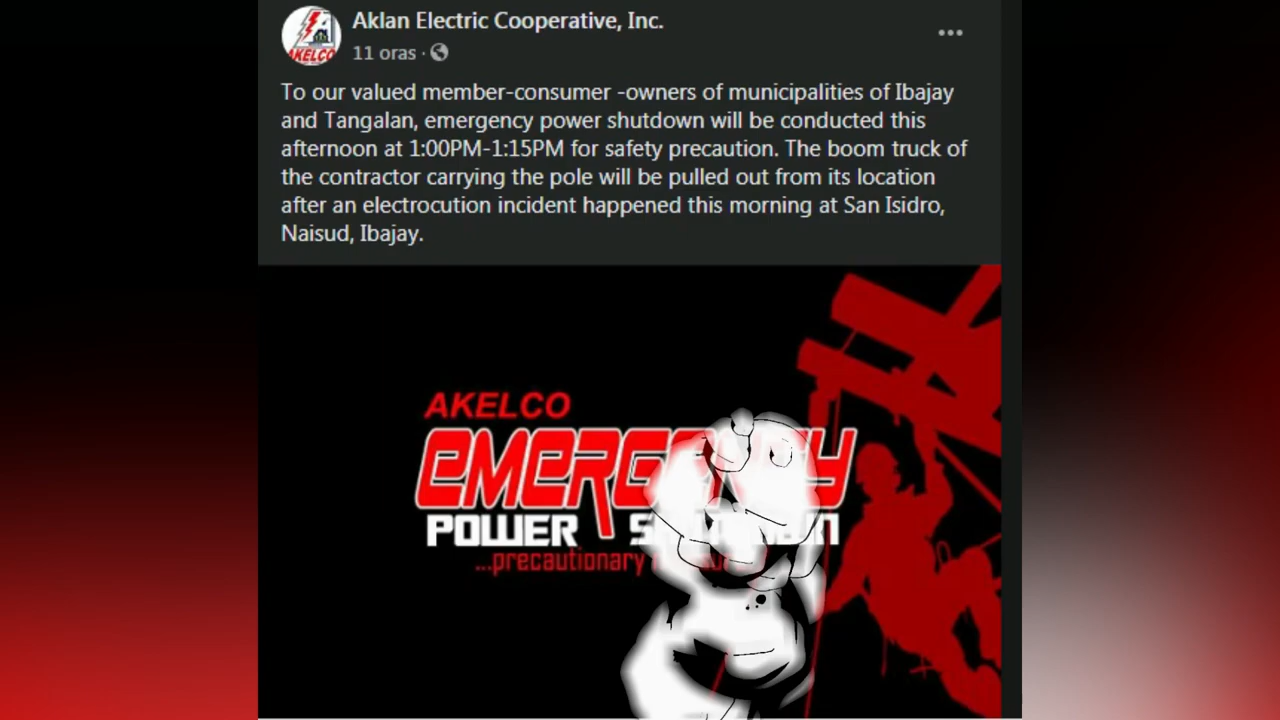 Aklan Electric Cooperative, Inc.
AKELCO
11 oras ·
To our valued member-consumer -owners of municipalities of Ibajay
and Tangalan, emergency power shutdown will be conducted this
afternoon at 1:00PM-1:15PM for safety precaution. The boom truck of
the contractor carrying the pole will be pulled out from its location
after an electrocution incident happened this morning at San Isidro,
Naisud, Ibajay.
AKELCO
EMERGENCY
POWER
...precautionary